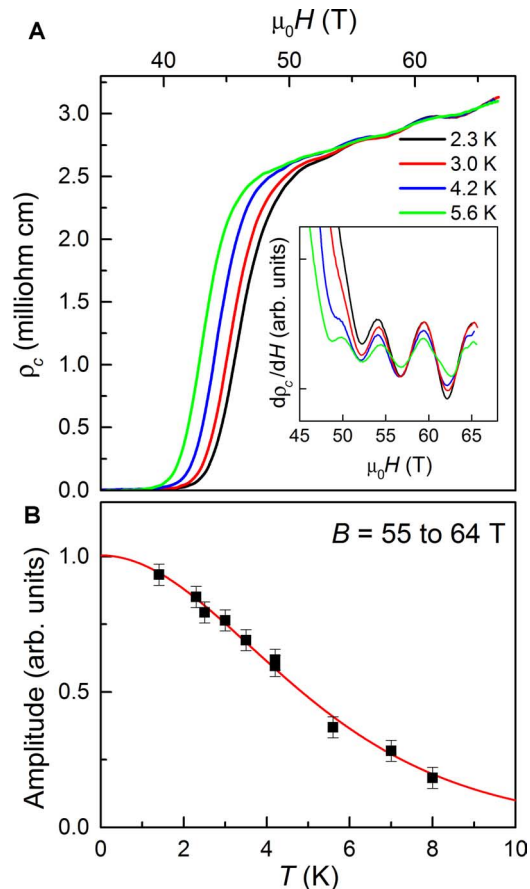 A
μ₀H (T)
40 50 60
3.0
2.5
2.0
1.5
1.0
0.5
0.0
ρc (milliohm cm)
2.3 K
3.0 K
4.2 K
5.6 K
dρc/dH (arb. units)
45 50 55 60 65
μ₀H (T)
B
B = 55 to 64 T
1.0
0.5
0.0
Amplitude (arb. units)
0 2 4 6 8 10
T (K)